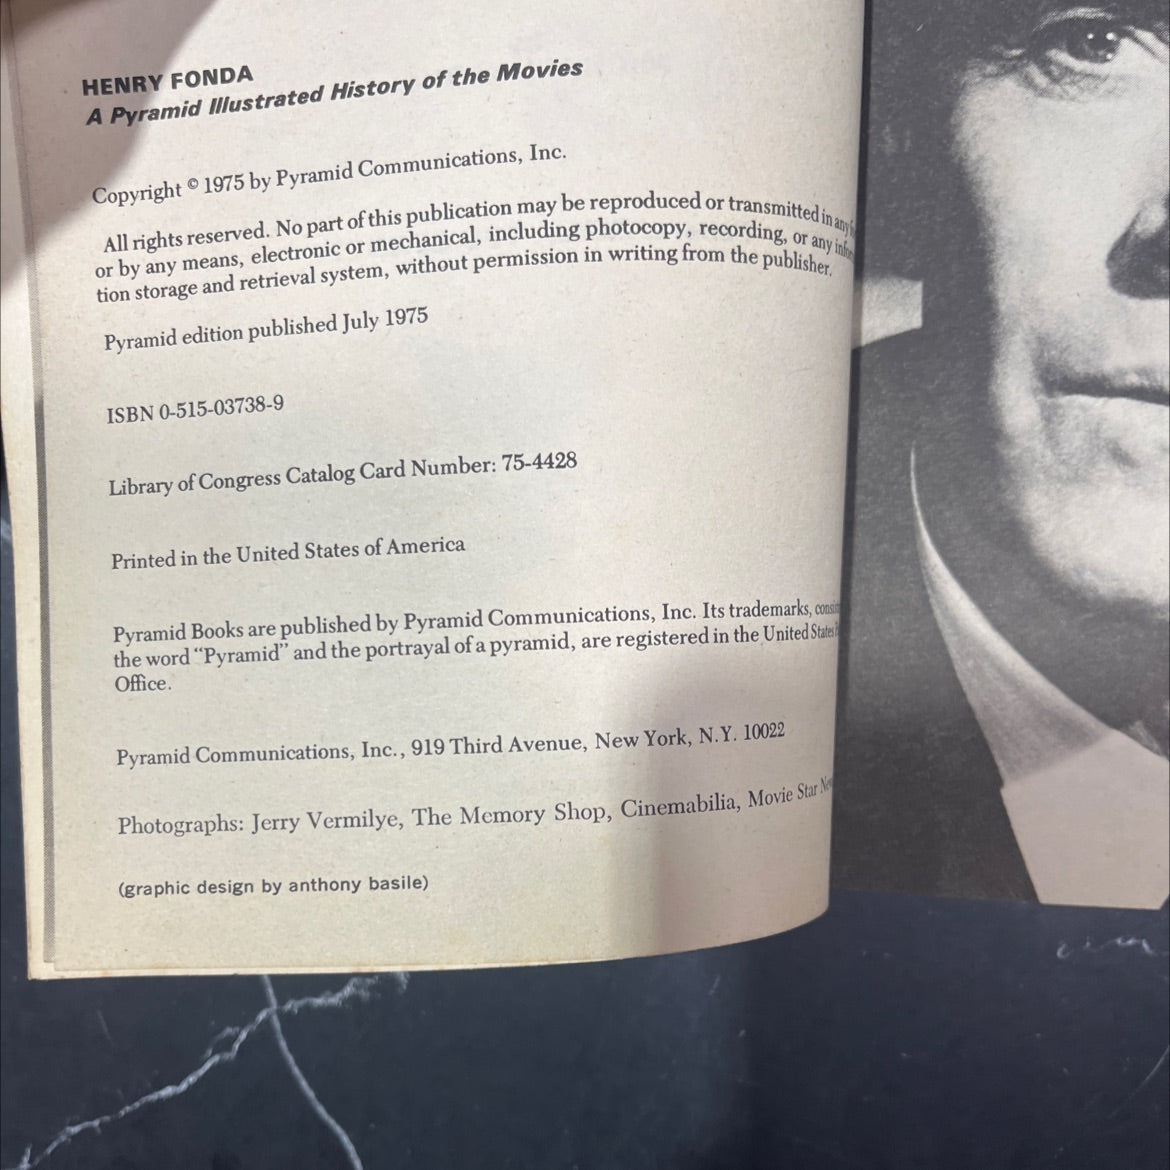 HENRY FONDA
A Pyramid Illustrated History of the Movies
Copyright © 1975 by Pyramid Communications, Inc.
All rights reserved. No part of this publication may be reproduced or transmitted in any
or by any means, electronic or mechanical, including photocopy, recording, or any
tion storage and retrieval system, without permission in writing from the publisher.
Pyramid edition published July 1975
ISBN 0-515-03738-9
Library of Congress Catalog Card Number: 75-4428
Printed in the United States of America
Pyramid Books are published by Pyramid Communications, Inc. Its trademarks,
the word “Pyramid” and the portrayal of a pyramid, are registered in the United States
Office.
Pyramid Communications, Inc., 919 Third Avenue, New York, N.Y. 10022
Photographs: Jerry Vermilye, The Memory Shop, Cinemabilia, Movie Star
(graphic design by anthony basile)